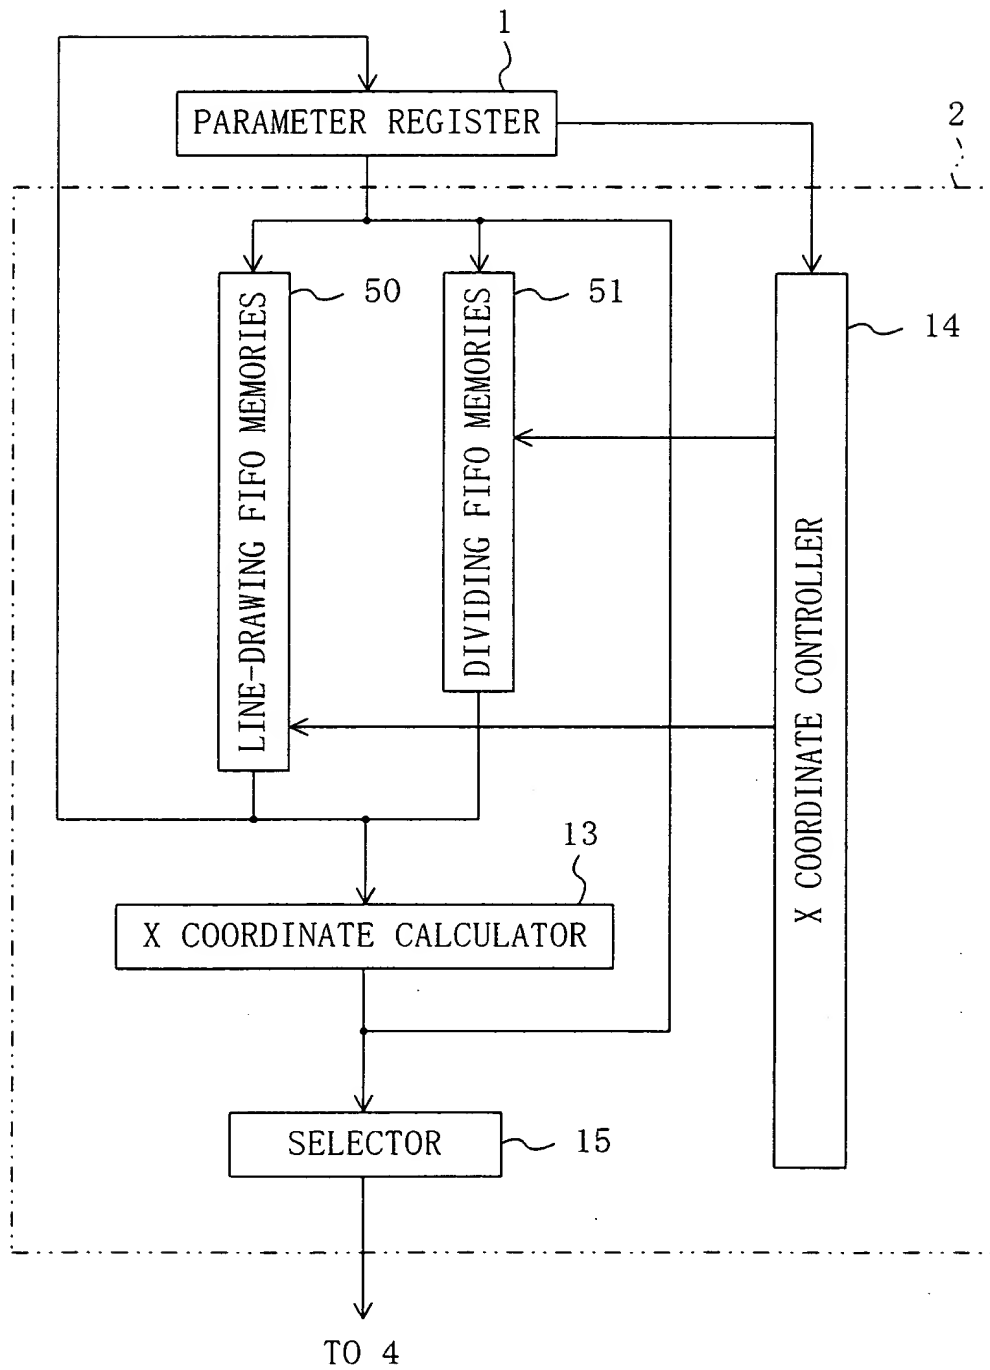 1
PARAMETER REGISTER
2
50
51
14
LINE-DRAWING FIFO MEMORIES
DIVIDING FIFO MEMORIES
X COORDINATE CONTROLLER
13
X COORDINATE CALCULATOR
SELECTOR
15
TO 4